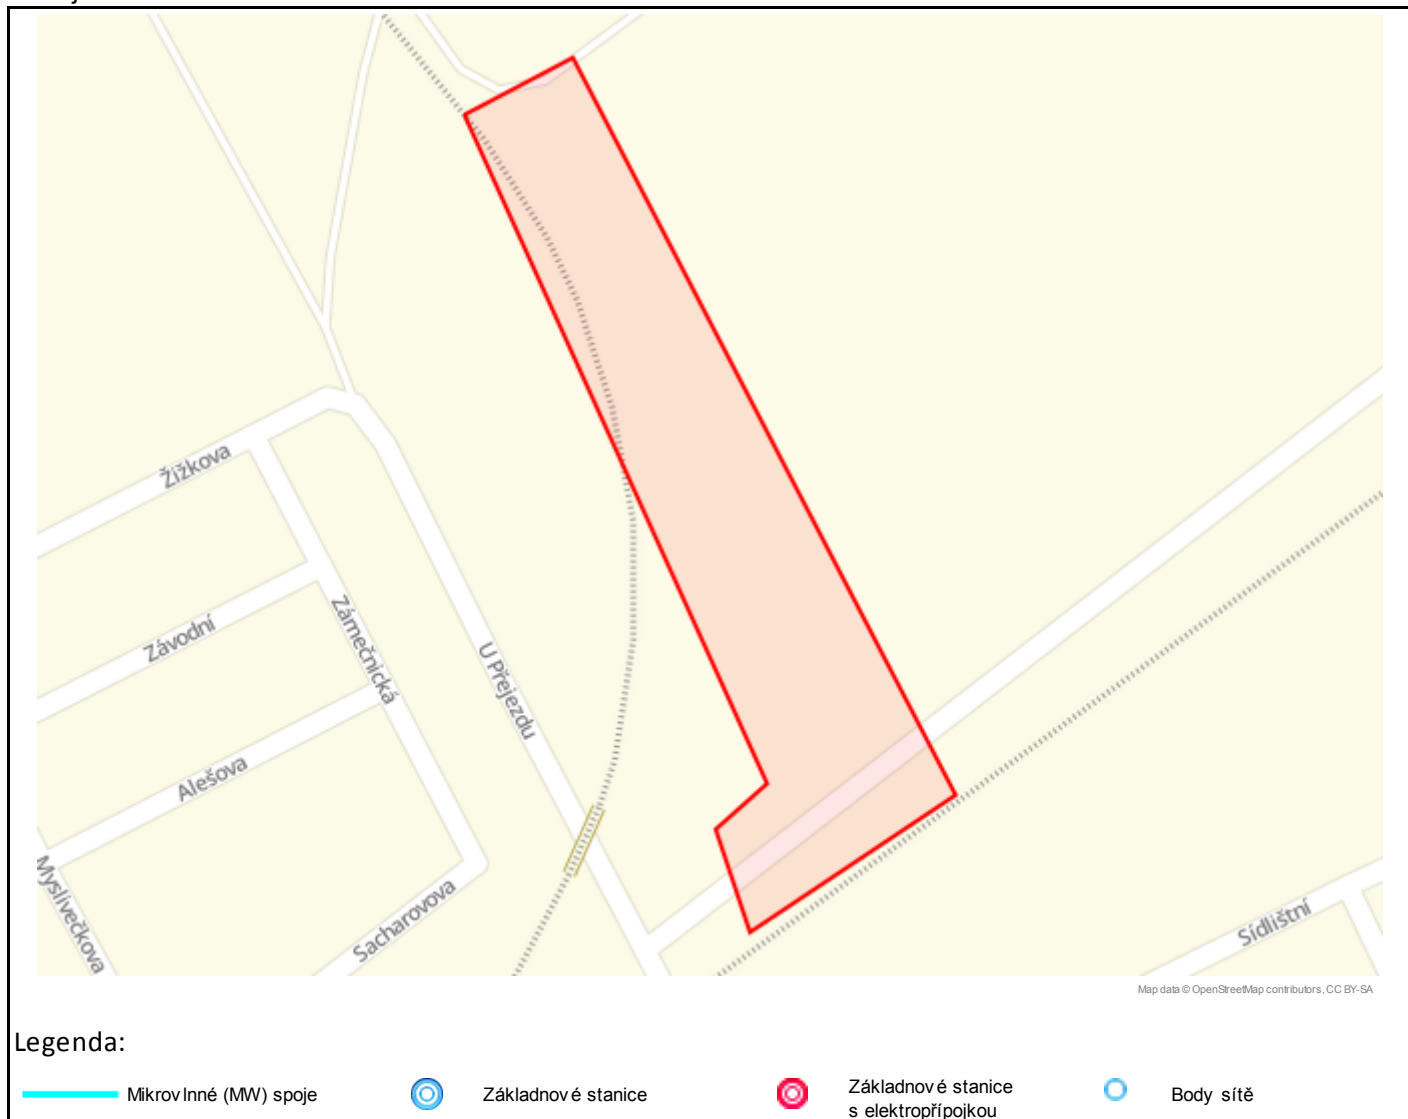 Žižkova
Závodní
Zámečnická
U Přejezdu
Alešova
Myslivečkova
Sacharovova
Sídlištní
Map data © OpenStreetMap contributors, CC BY-SA
Legenda:
Mikrovlnné (MW) spoje
Základnové stanice
Základnové stanice
s elektropřípojkou
Body sítě